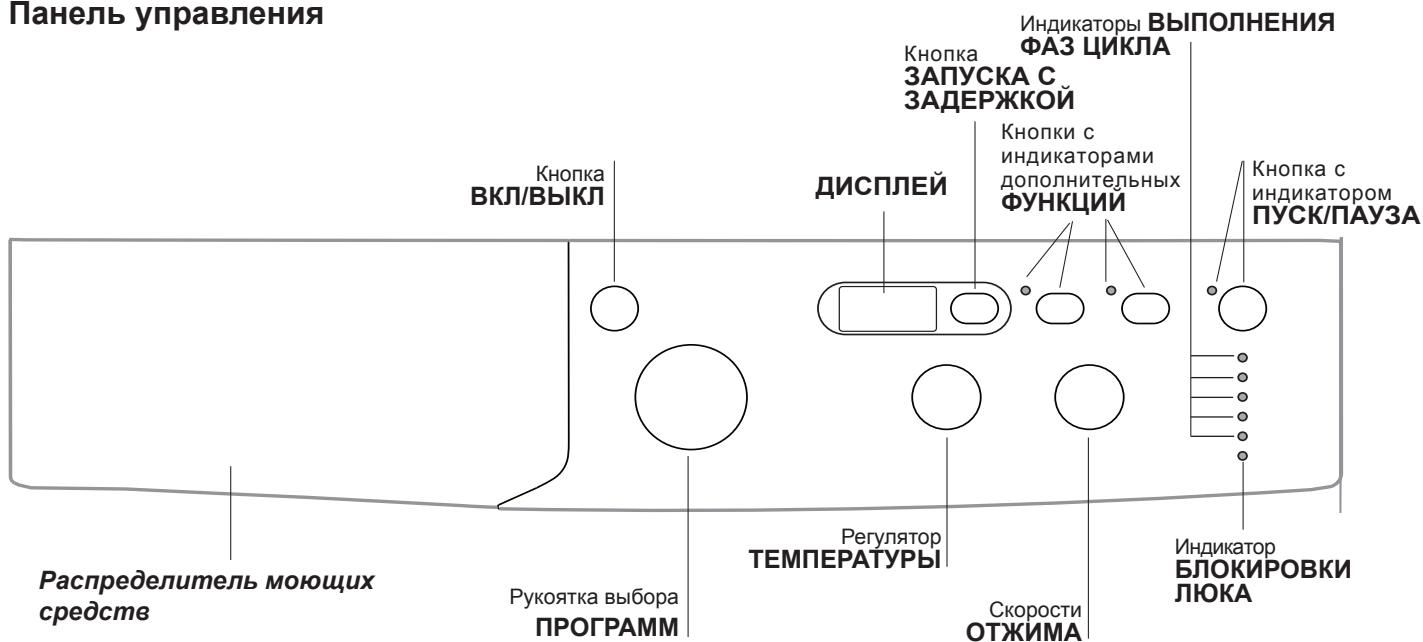 Панель управления
Индикаторы ВЫПОЛНЕНИЯ
ФАЗ ЦИКЛА
Кнопка
ЗАПУСКА С
ЗАДЕРЖКОЙ
Кнопки с
индикаторами
дополнительных
ФУНКЦИЙ
Кнопка с
индикатором
ПУСК/ПАУЗА
Кнопка
ВКЛ/ВЫКЛ
ДИСПЛЕЙ
Распределитель моющих
средств
Рукоятка выбора
ПРОГРАММ
Регулятор
ТЕМПЕРАТУРЫ
Скорости
ОТЖИМА
Индикатор
БЛОКИРОВКИ
ЛЮКА